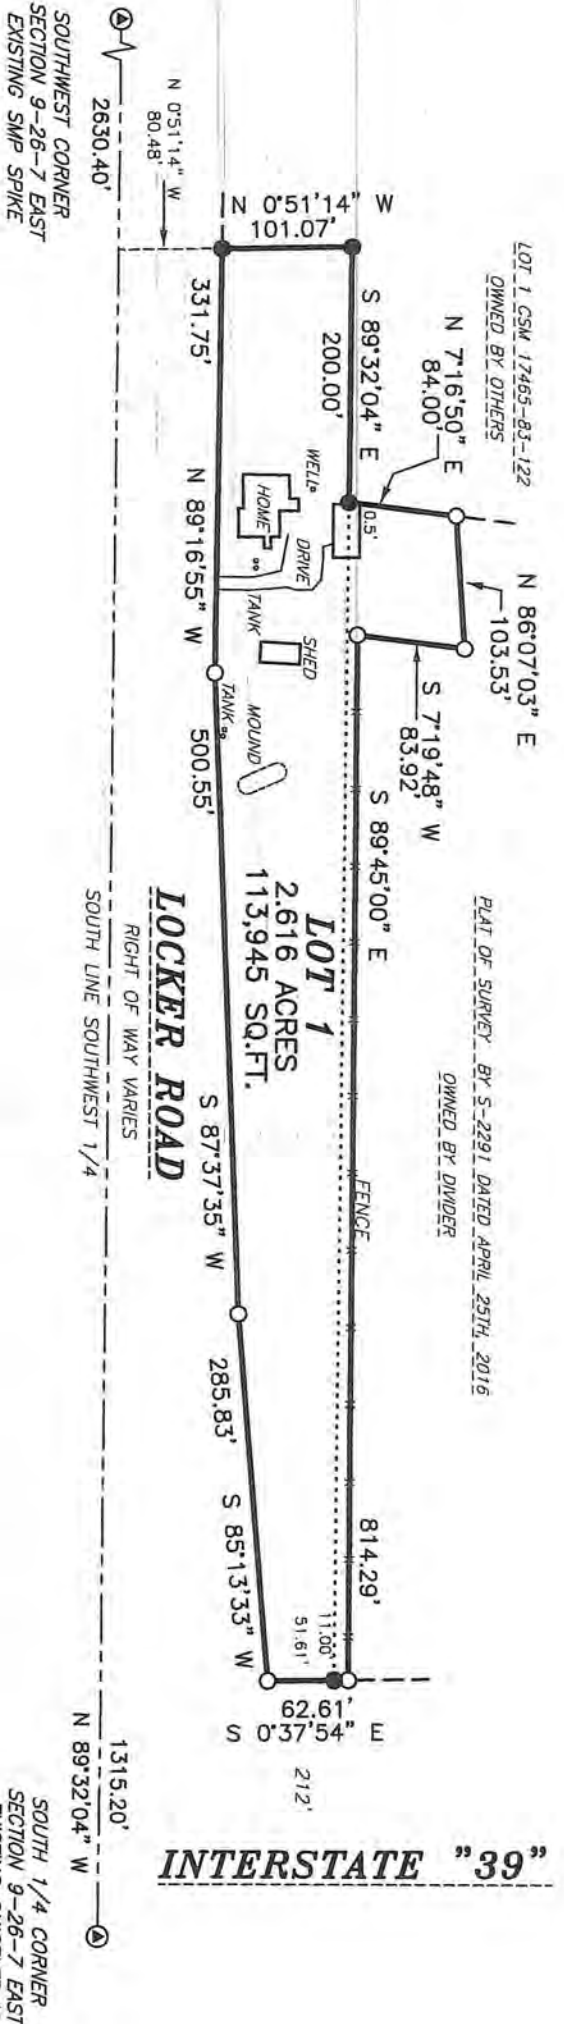 LOT 1 CSM 17465-83-122
OWNED BY OTHERS
PLAT OF SURVEY BY S-2291 DATED APRIL 25TH, 2016
OWNED BY DIVIDER
N 0°51'14" W
101.07'
S 89°32'04" E
200.00'
N 7°16'50" E
84.00'
N 86°07'03" E
103.53'
S 7°19'48" W
83.92'
S 89°45'00" E
814.29'
0.5'
FENCE
WELL
HOME
DRIVE
TANK
SHED
TANK
MOUND
LOT 1
2.616 ACRES
113,945 SQ.FT.
11.00'
51.61'
62.61'
S 0°37'54" E
212'
INTERSTATE "39"
331.75'
N 89°16'55" W
500.55'
S 87°37'35" W
285.83'
S 85°13'33" W
LOCKER ROAD
RIGHT OF WAY VARIES
SOUTH LINE SOUTHWEST 1/4
N 0°51'14" W
80.48'
2630.40'
1315.20'
N 89°32'04" W
SOUTHWEST CORNER
SECTION 9-26-7 EAST
EXISTING SMP SPIKE
SOUTH 1/4 CORNER
SECTION 9-26-7 EAST